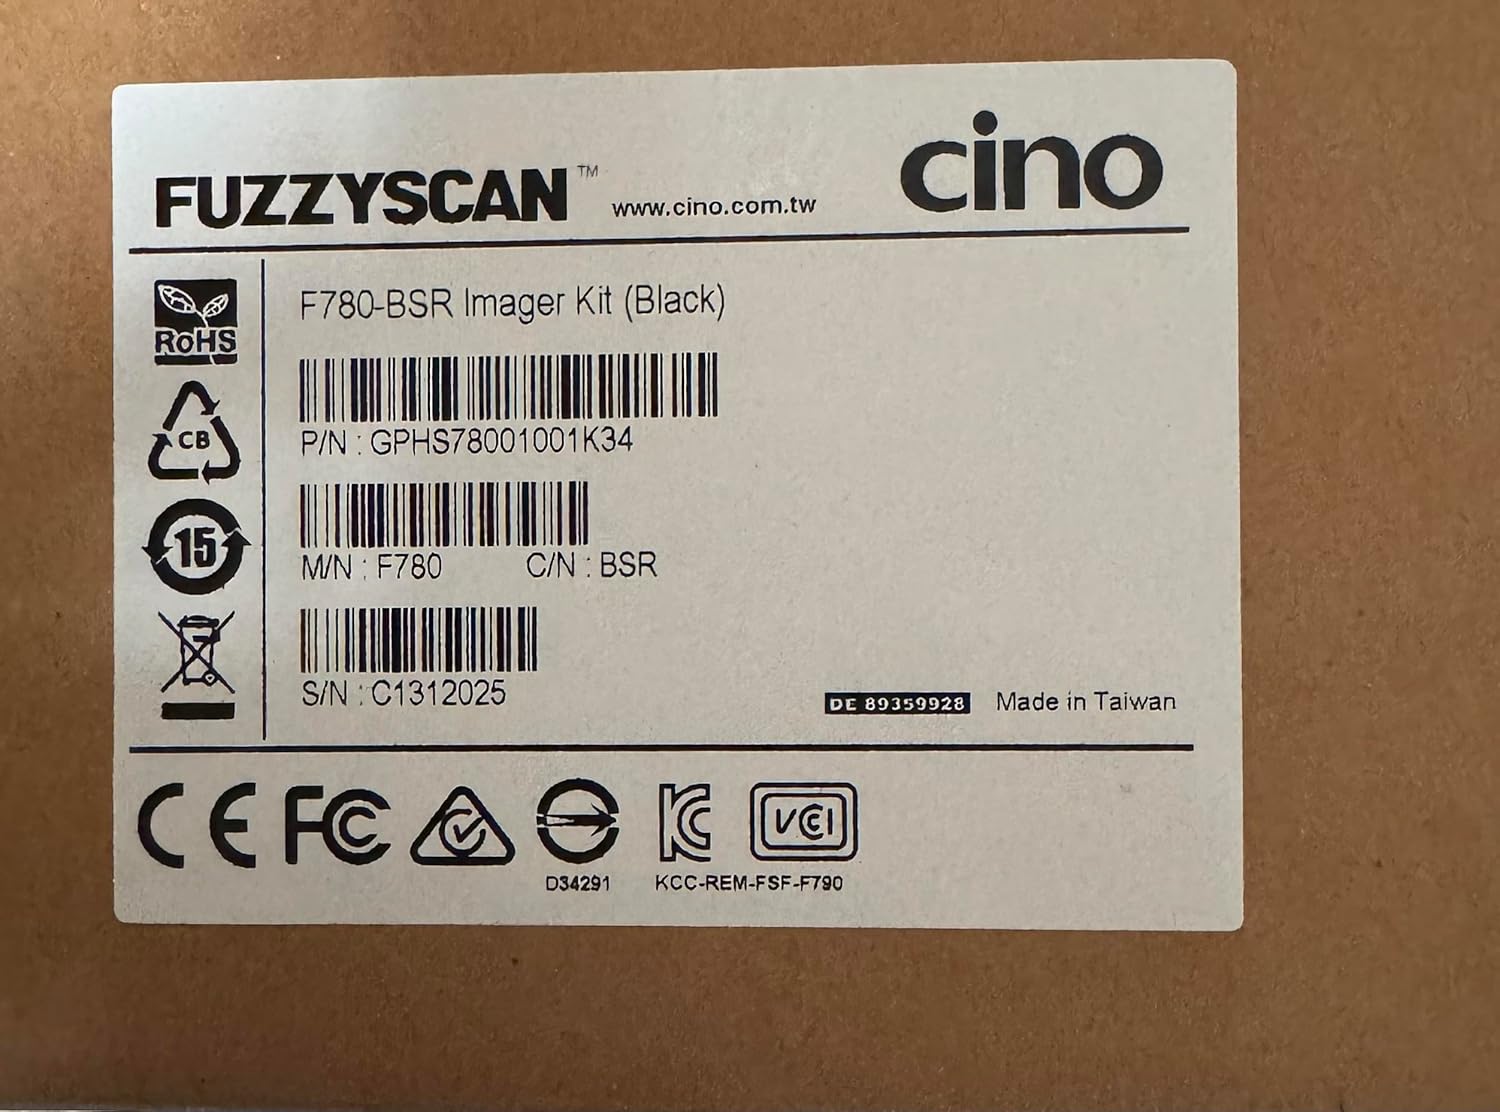 FUZZYSCAN™ www.cino.com.tw cino
RoHS
F780-BSR Imager Kit (Black)
P/N : GPHS78001001K34
CB
15
M/N : F780 C/N : BSR
S/N : C1312025
DE 89359928 Made in Taiwan
CE FC KC VCI
D34291 KCC-REM-FSF-F790